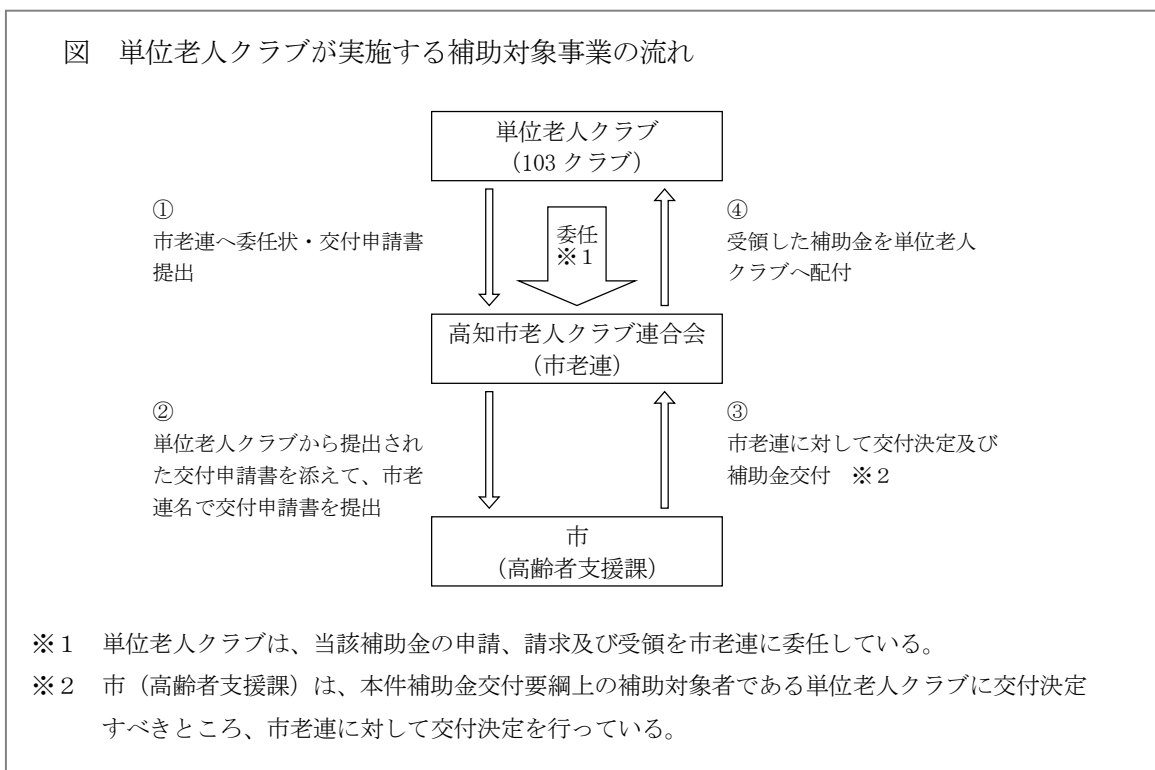 図　単位老人クラブが実施する補助対象事業の流れ
単位老人クラブ
（103 クラブ）
①
市老連へ委任状・交付申請書
提出
委任
※１
④
受領した補助金を単位老人
クラブへ配付
高知市老人クラブ連合会
（市老連）
②
単位老人クラブから提出され
た交付申請書を添えて、市老
連名で交付申請書を提出
③
市老連に対して交付決定及び
補助金交付　※２
市
（高齢者支援課）
※１　単位老人クラブは、当該補助金の申請、請求及び受領を市老連に委任している。
※２　市（高齢者支援課）は、本件補助金交付要綱上の補助対象者である単位老人クラブに交付決定
すべきところ、市老連に対して交付決定を行っている。